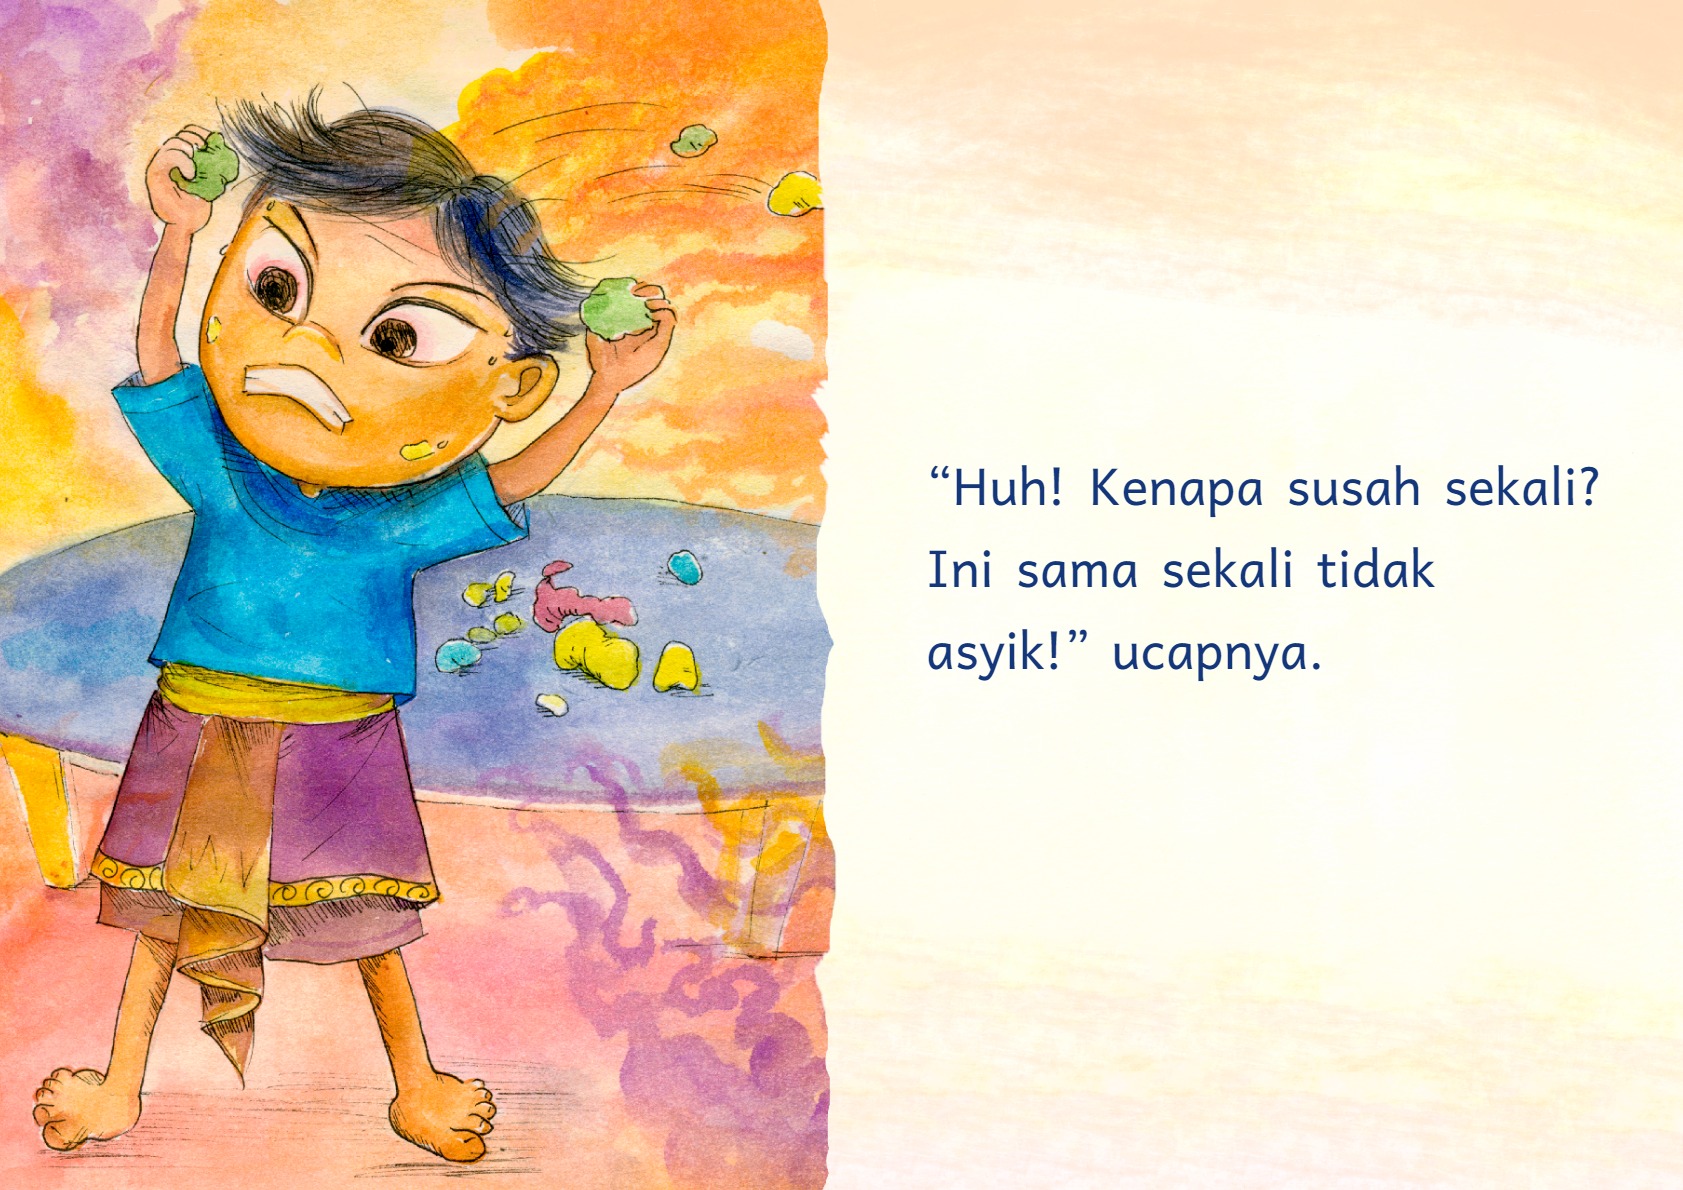 “Huh! Kenapa susah sekali?
Ini sama sekali tidak
asyik!” ucapnya.